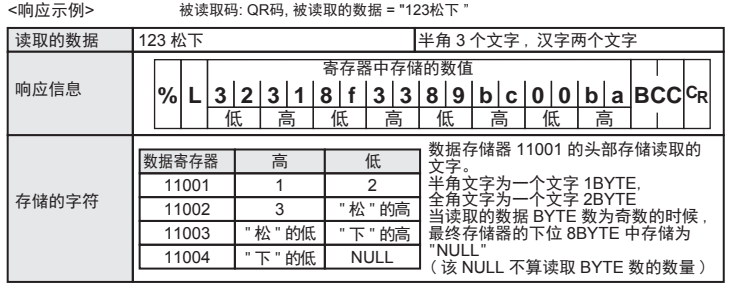 <响应示例> 被读取码: QR码, 被读取的数据 = "123松下 "
读取的数据 123 松下 半角 3 个文字 , 汉字两个文字
响应信息
寄存器中存储的数值
% L 3 2 3 1 8 f 3 3 8 9 b c 0 0 b a BCC CR
低 高 低 高 低 高 低 高
存储的字符
数据寄存器 高 低
11001 1 2
11002 3 " 松 " 的高
11003 " 松 " 的低 " 下 " 的高
11004 " 下 " 的低 NULL
数据存储器 11001 的头部存储读取的
文字。
半角文字为一个文字 1BYTE,
全角文字为一个文字 2BYTE
当读取的数据 BYTE 数为奇数的时候 ,
最终存储器的下位 8BYTE 中存储为
"NULL"
( 该 NULL 不算读取 BYTE 数的数量 )